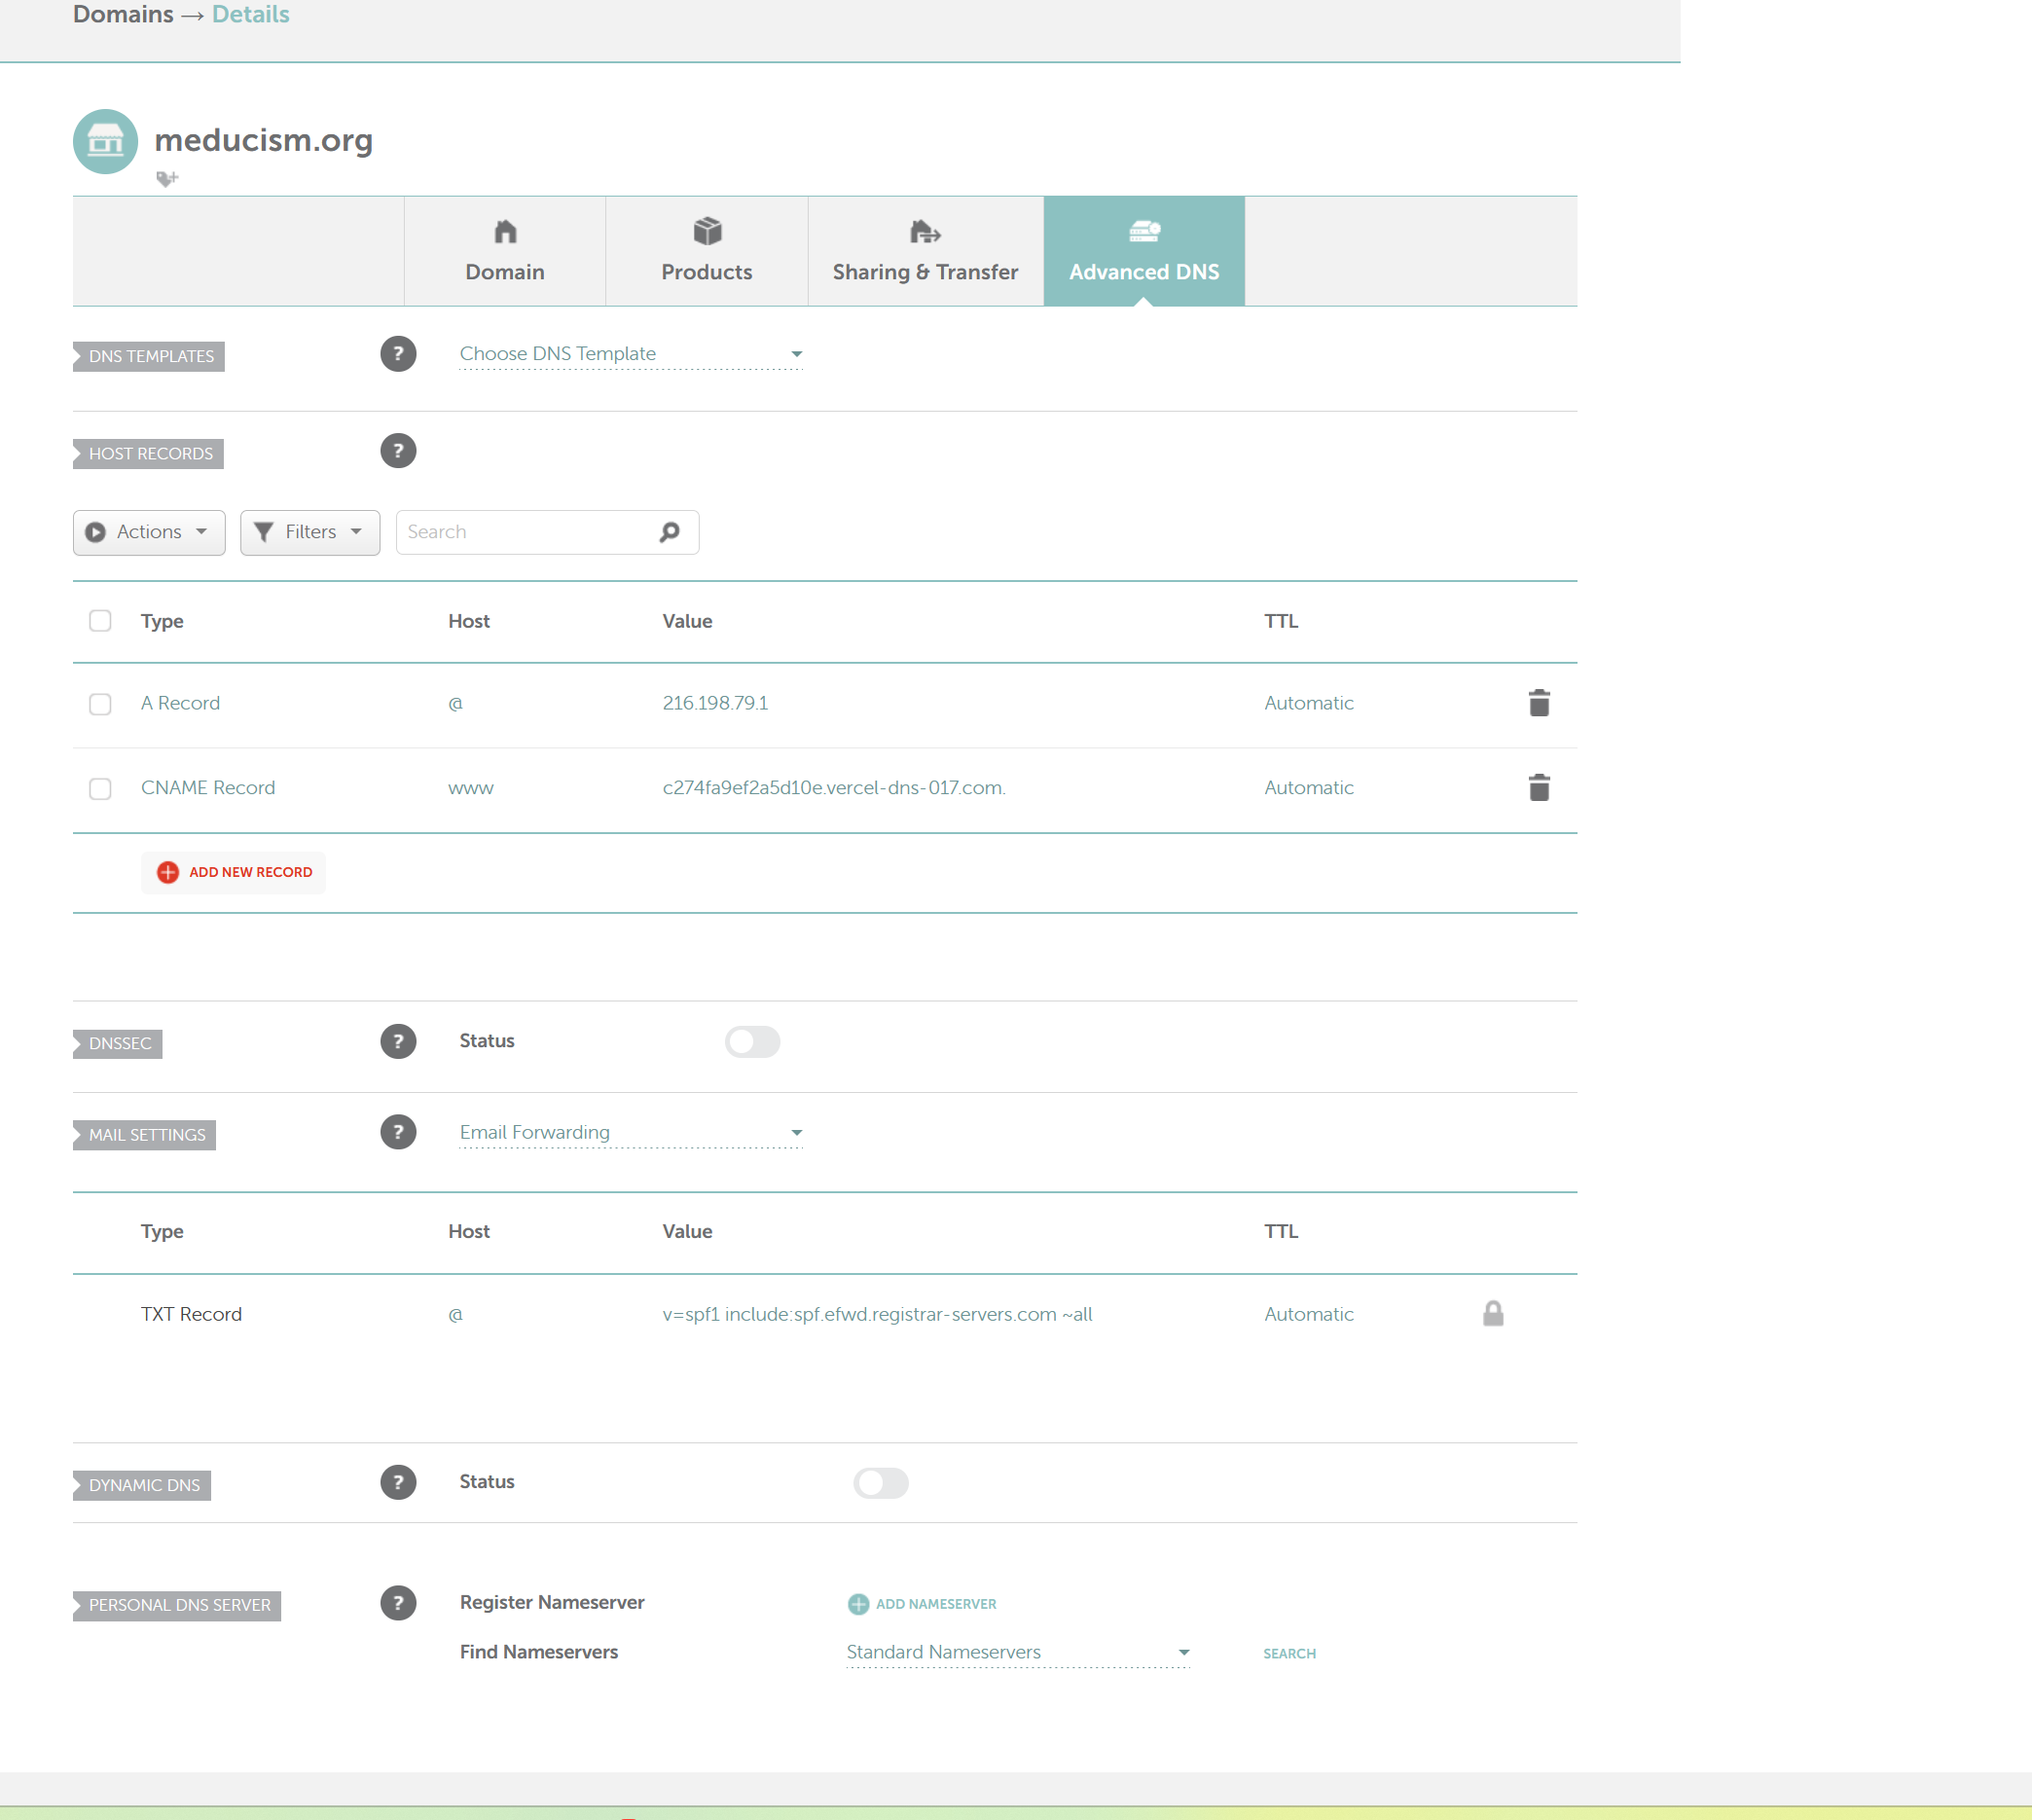 Domains → Details
meducism.org
Domain
Products
Sharing & Transfer
Advanced DNS
DNS TEMPLATES
?
Choose DNS Template
HOST RECORDS
?
Actions
Filters
Search
Type Host Value TTL
A Record @ 216.198.79.1 Automatic
CNAME Record www c274fa9ef2a5d10e.vercel-dns-017.com. Automatic
ADD NEW RECORD
DNSSEC
?
Status
MAIL SETTINGS
?
Email Forwarding
Type Host Value TTL
TXT Record @ v=spf1 include:spf.efwd.registrar-servers.com ~all Automatic
DYNAMIC DNS
?
Status
PERSONAL DNS SERVER
?
Register Nameserver
ADD NAMESERVER
Find Nameservers
Standard Nameservers
SEARCH